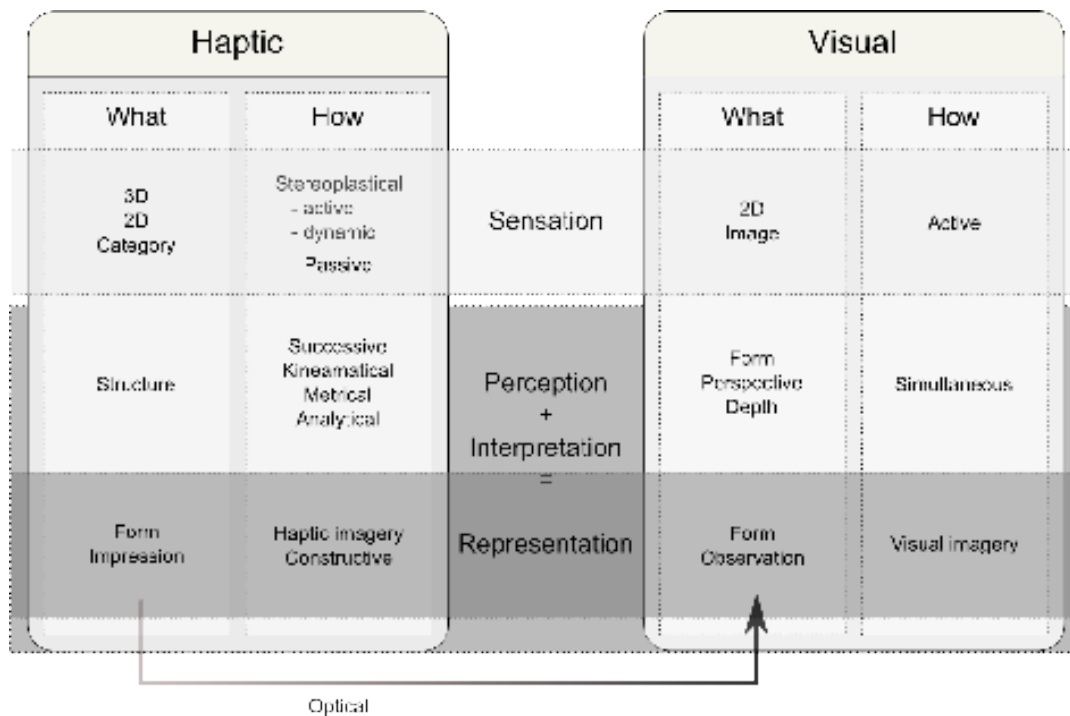 Haptic
Visual
What
How
What
How
3D
2D
Category
Stereoplastical
- active
- dynamic
Passive
Sensation
2D
Image
Active
Structure
Successive
Kineamatical
Metrical
Analytical
Perception
+
Interpretation
=
Form
Perspective
Depth
Simultaneous
Form
Impression
Haptic imagery
Constructive
Representation
Form
Observation
Visual imagery
Optical